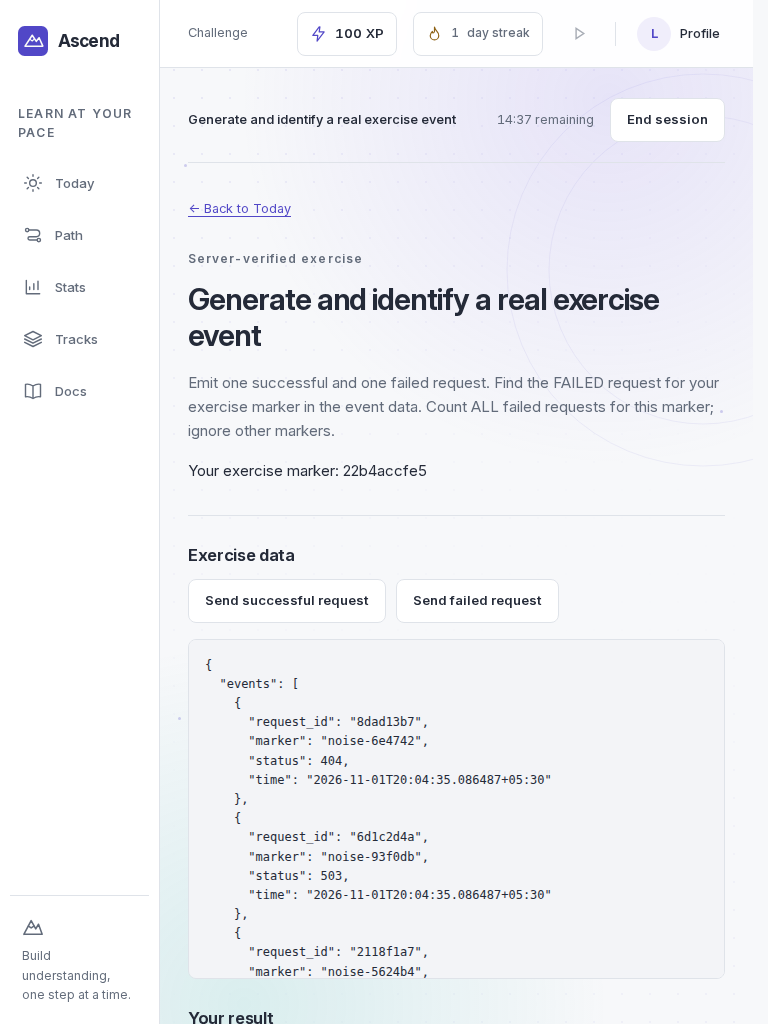 Ascend
LEARN AT YOUR
PACE
Today
Path
Stats
Tracks
Docs
Build
understanding,
one step at a time.
Challenge
100 XP
1 day streak
L
Profile
Generate and identify a real exercise event
14:37 remaining
End session
← Back to Today
Server-verified exercise
Generate and identify a real exercise
event
Emit one successful and one failed request. Find the FAILED request for your
exercise marker in the event data. Count ALL failed requests for this marker;
ignore other markers.
Your exercise marker: 22b4accfe5
Exercise data
Send successful request
Send failed request
{
  "events": [
    {
      "request_id": "8dad13b7",
      "marker": "noise-6e4742",
      "status": 404,
      "time": "2026-11-01T20:04:35.086487+05:30"
    },
    {
      "request_id": "6d1c2d4a",
      "marker": "noise-93f0db",
      "status": 503,
      "time": "2026-11-01T20:04:35.086487+05:30"
    },
    {
      "request_id": "2118f1a7",
      "marker": "noise-5624b4",
Your result